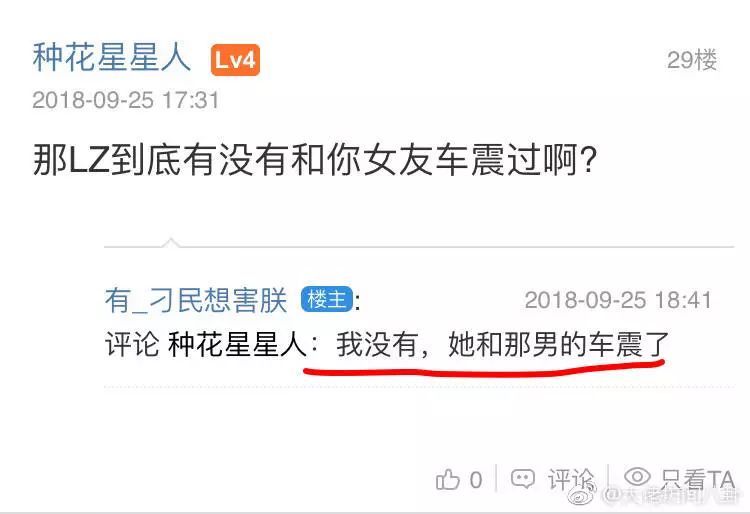 种花星星人 Lv4 29楼
2018-09-25 17:31
那LZ到底有没有和你女友车震过啊?
有_刁民想害朕 楼主: 2018-09-25 18:41
评论 种花星星人：我没有，她和那男的车震了
0 评论 只看TA